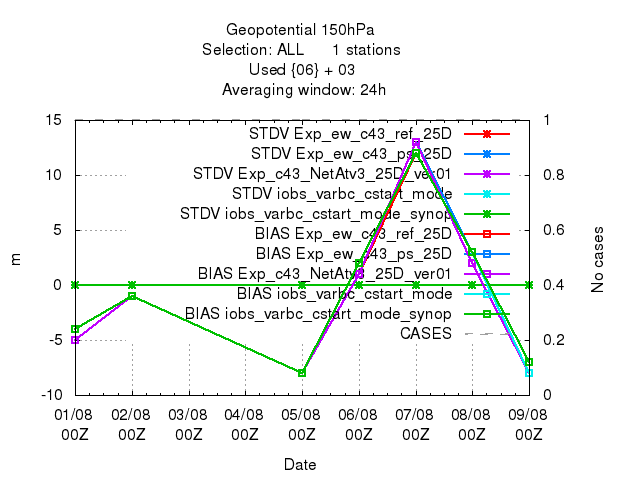 Geopotential 150hPa
Selection: ALL 1 stations
Used {06} + 03
Averaging window: 24h
15 1
STDV Exp_ew_c43_ref_25D
STDV Exp_ew_c43_ps_25D
10 0.8
STDV Exp_c43_NetAtv3_25D_ver01
STDV iobs_varbc_cstart_mode
STDV iobs_varbc_cstart_mode_synop
5 0.6
BIAS Exp_ew_c43_ref_25D
BIAS Exp_ew_c43_ps_25D
m No cases
BIAS Exp_c43_NetAtv3_25D_ver01
0 0.4
BIAS iobs_varbc_cstart_mode
BIAS iobs_varbc_cstart_mode_synop
CASES
-5 0.2
-10 0
01/08 02/08 03/08 04/08 05/08 06/08 07/08 08/08 09/08
00Z 00Z 00Z 00Z 00Z 00Z 00Z 00Z 00Z
Date